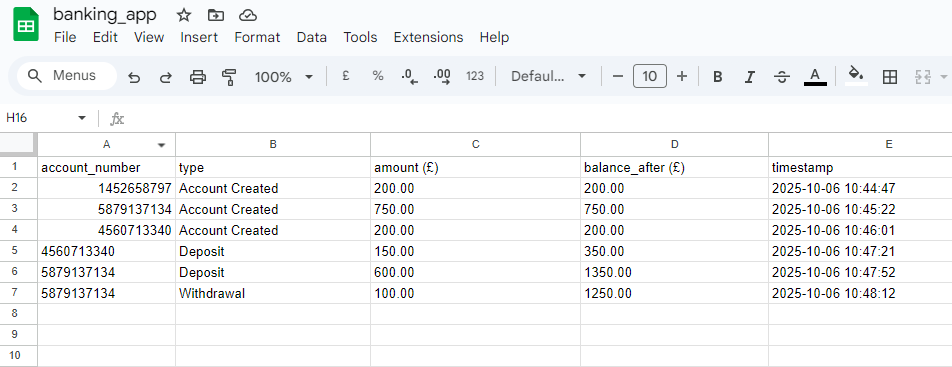 banking_app
File Edit View Insert Format Data Tools Extensions Help
Menus 100% £ % .0 .00 123 Defaul... 10 B I S A
H16 fx
A B C D E
1 account_number type amount (£) balance_after (£) timestamp
2 1452658797 Account Created 200.00 200.00 2025-10-06 10:44:47
3 5879137134 Account Created 750.00 750.00 2025-10-06 10:45:22
4 4560713340 Account Created 200.00 200.00 2025-10-06 10:46:01
5 4560713340 Deposit 150.00 350.00 2025-10-06 10:47:21
6 5879137134 Deposit 600.00 1350.00 2025-10-06 10:47:52
7 5879137134 Withdrawal 100.00 1250.00 2025-10-06 10:48:12
8
9
10